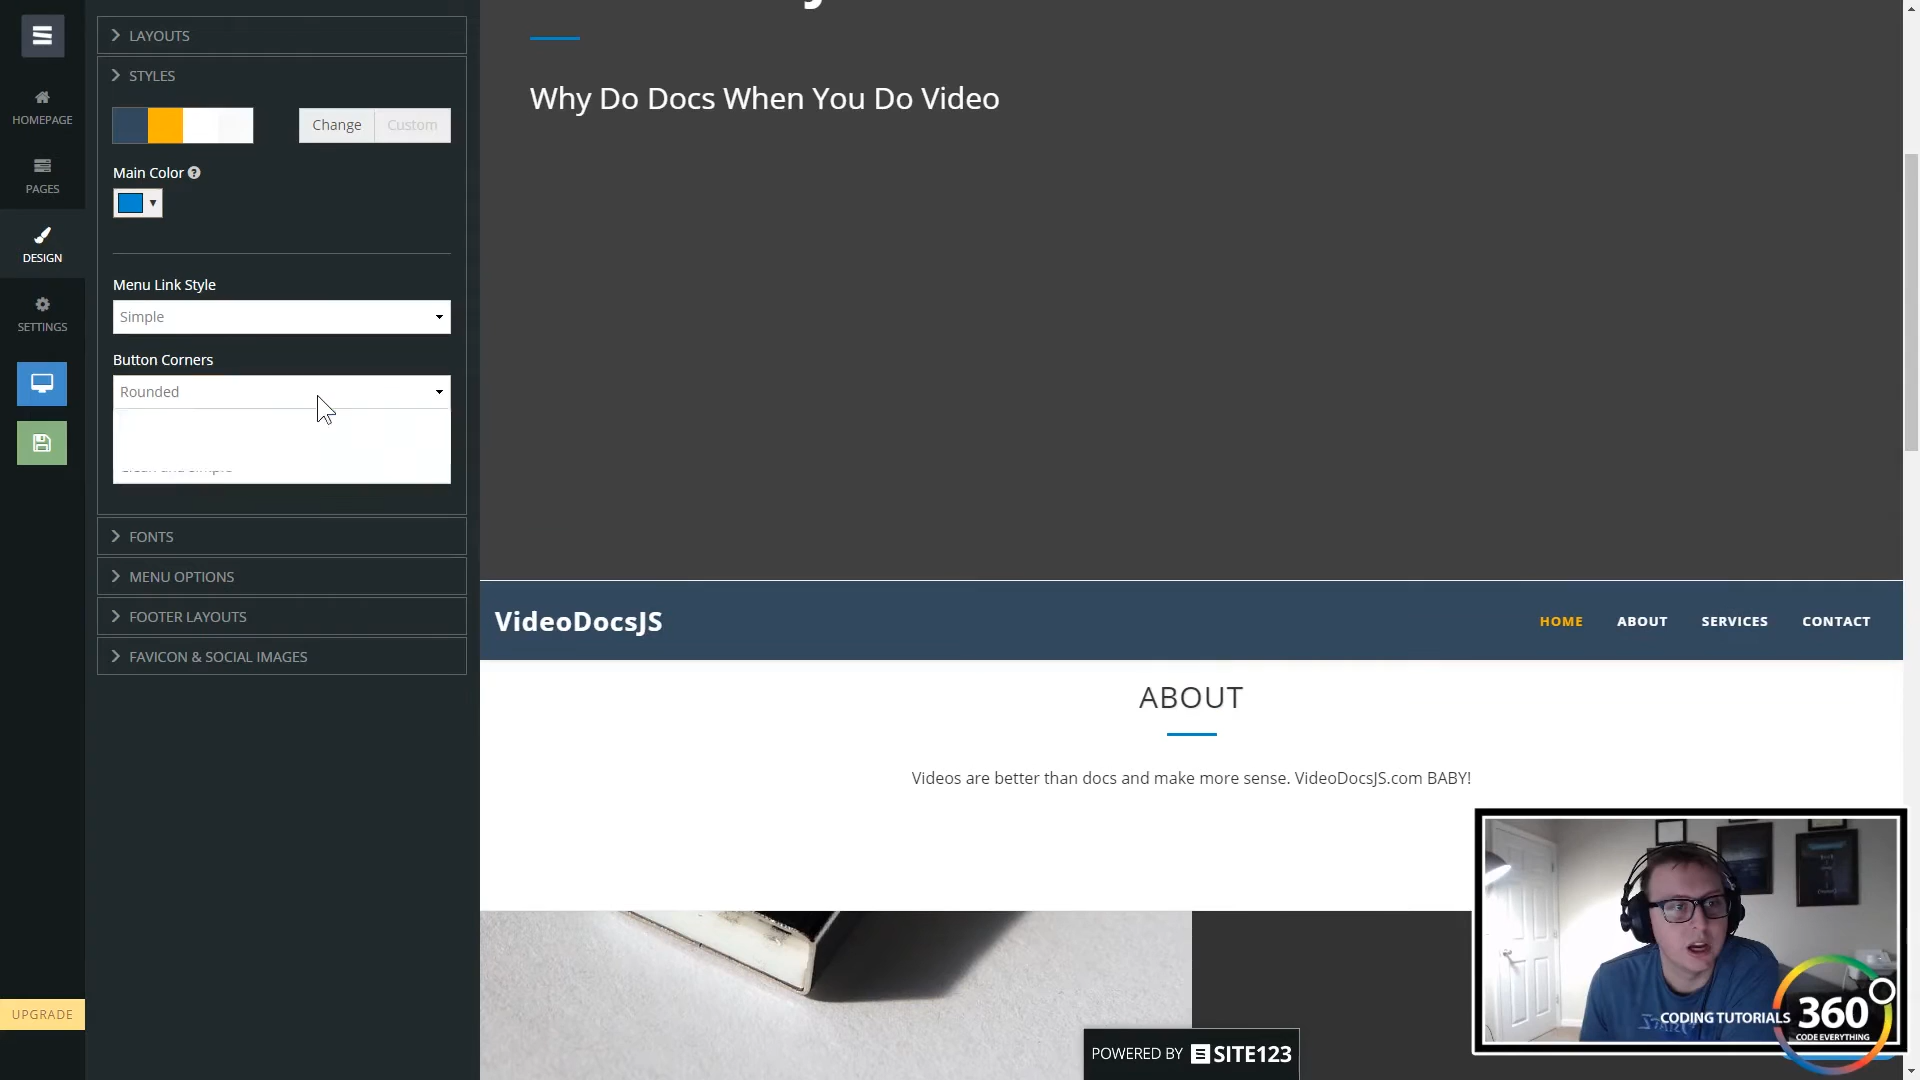 LAYOUTS
STYLES
Change Custom
Main Color
Menu Link Style
Simple
Button Corners
Rounded
FONTS
MENU OPTIONS
FOOTER LAYOUTS
FAVICON & SOCIAL IMAGES
HOMEPAGE
PAGES
DESIGN
SETTINGS
UPGRADE
Why Do Docs When You Do Video
VideoDocsJS
HOME ABOUT SERVICES CONTACT
ABOUT
Videos are better than docs and make more sense. VideoDocsJS.com BABY!
POWERED BY SITE123
CODING TUTORIALS 360°
CODE EVERYTHING